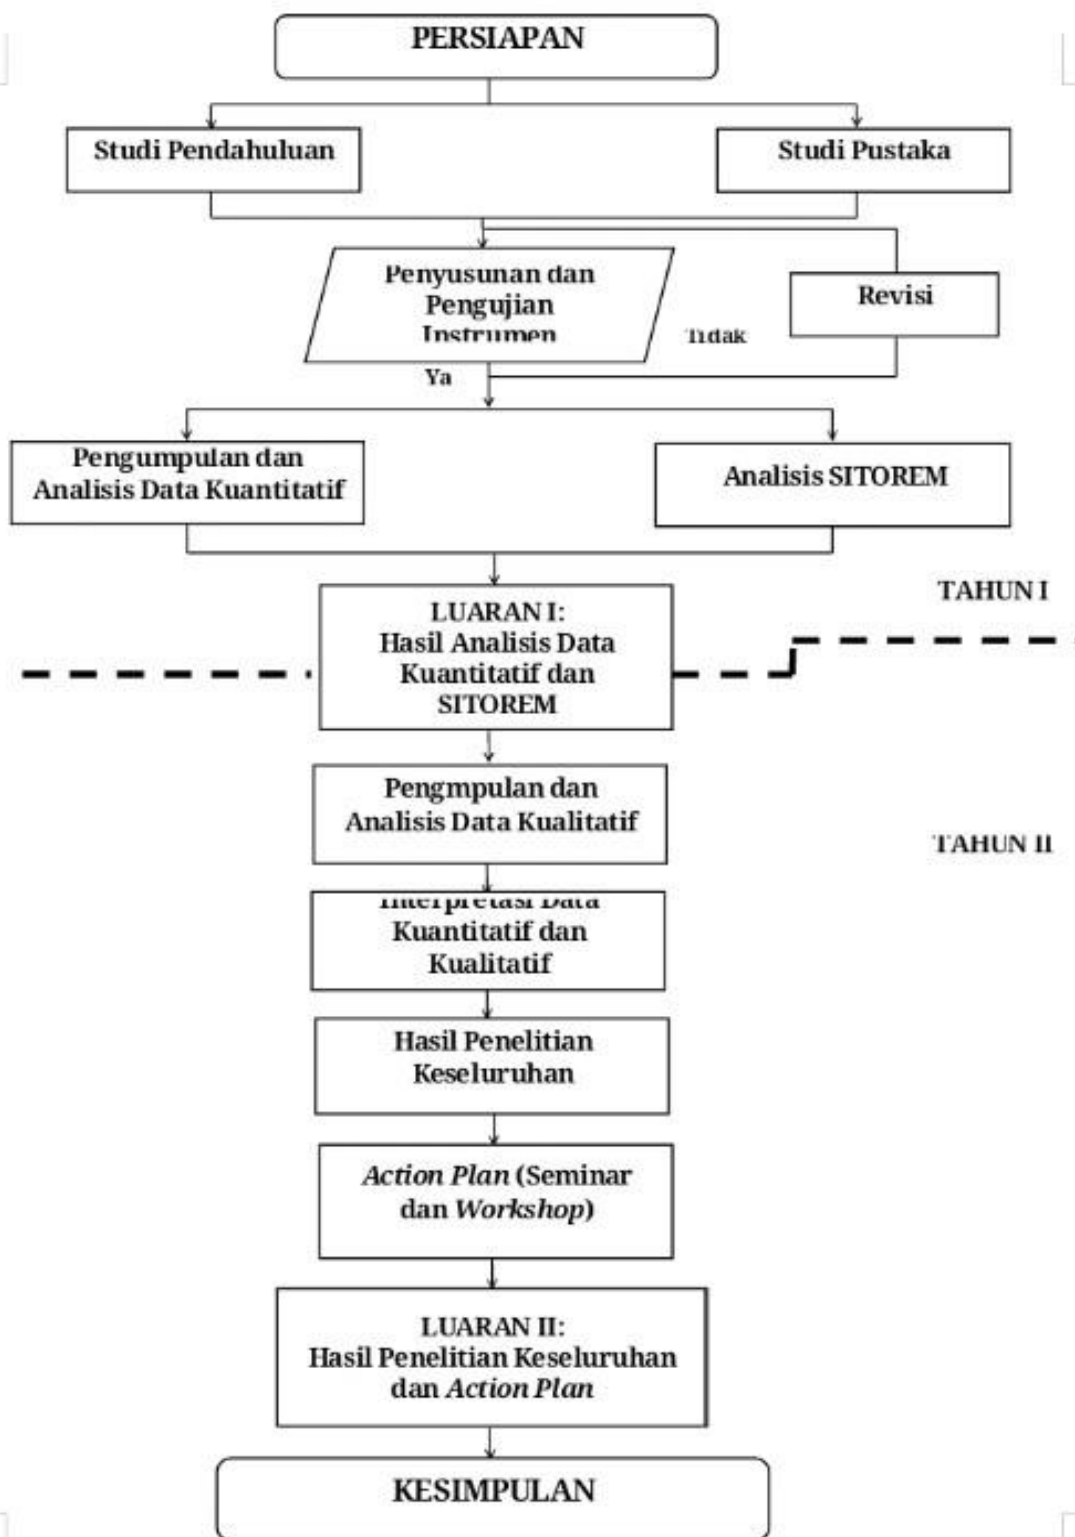 PERSIAPAN
Studi Pendahuluan
Studi Pustaka
Penyusunan dan
Pengujian
Instrumen
Revisi
Tidak
Ya
Pengumpulan dan
Analisis Data Kuantitatif
Analisis SITOREM
TAHUN I
LUARAN I:
Hasil Analisis Data
Kuantitatif dan
SITOREM
Pengmpulan dan
Analisis Data Kualitatif
TAHUN II
Interpretasi Data
Kuantitatif dan
Kualitatif
Hasil Penelitian
Keseluruhan
Action Plan (Seminar
dan Workshop)
LUARAN II:
Hasil Penelitian Keseluruhan
dan Action Plan
KESIMPULAN